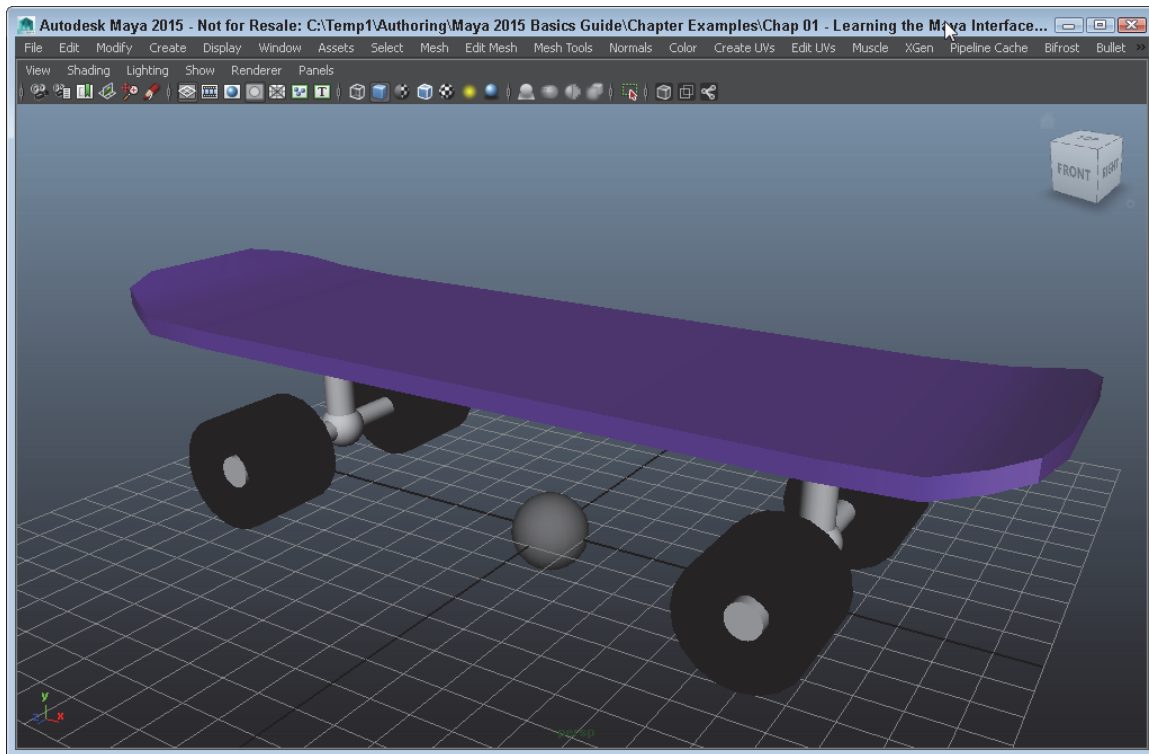 Autodesk Maya 2015 - Not for Resale: C:\Temp1\Authoring\Maya 2015 Basics Guide\Chapter Examples\Chap 01 - Learning the Maya Interface...
File Edit Modify Create Display Window Assets Select Mesh Edit Mesh Mesh Tools Normals Color Create UVs Edit UVs Muscle XGen Pipeline Cache Bifrost Bullet »
View Shading Lighting Show Renderer Panels
T
TOP
FRONT RIGHT
y
z x
persp